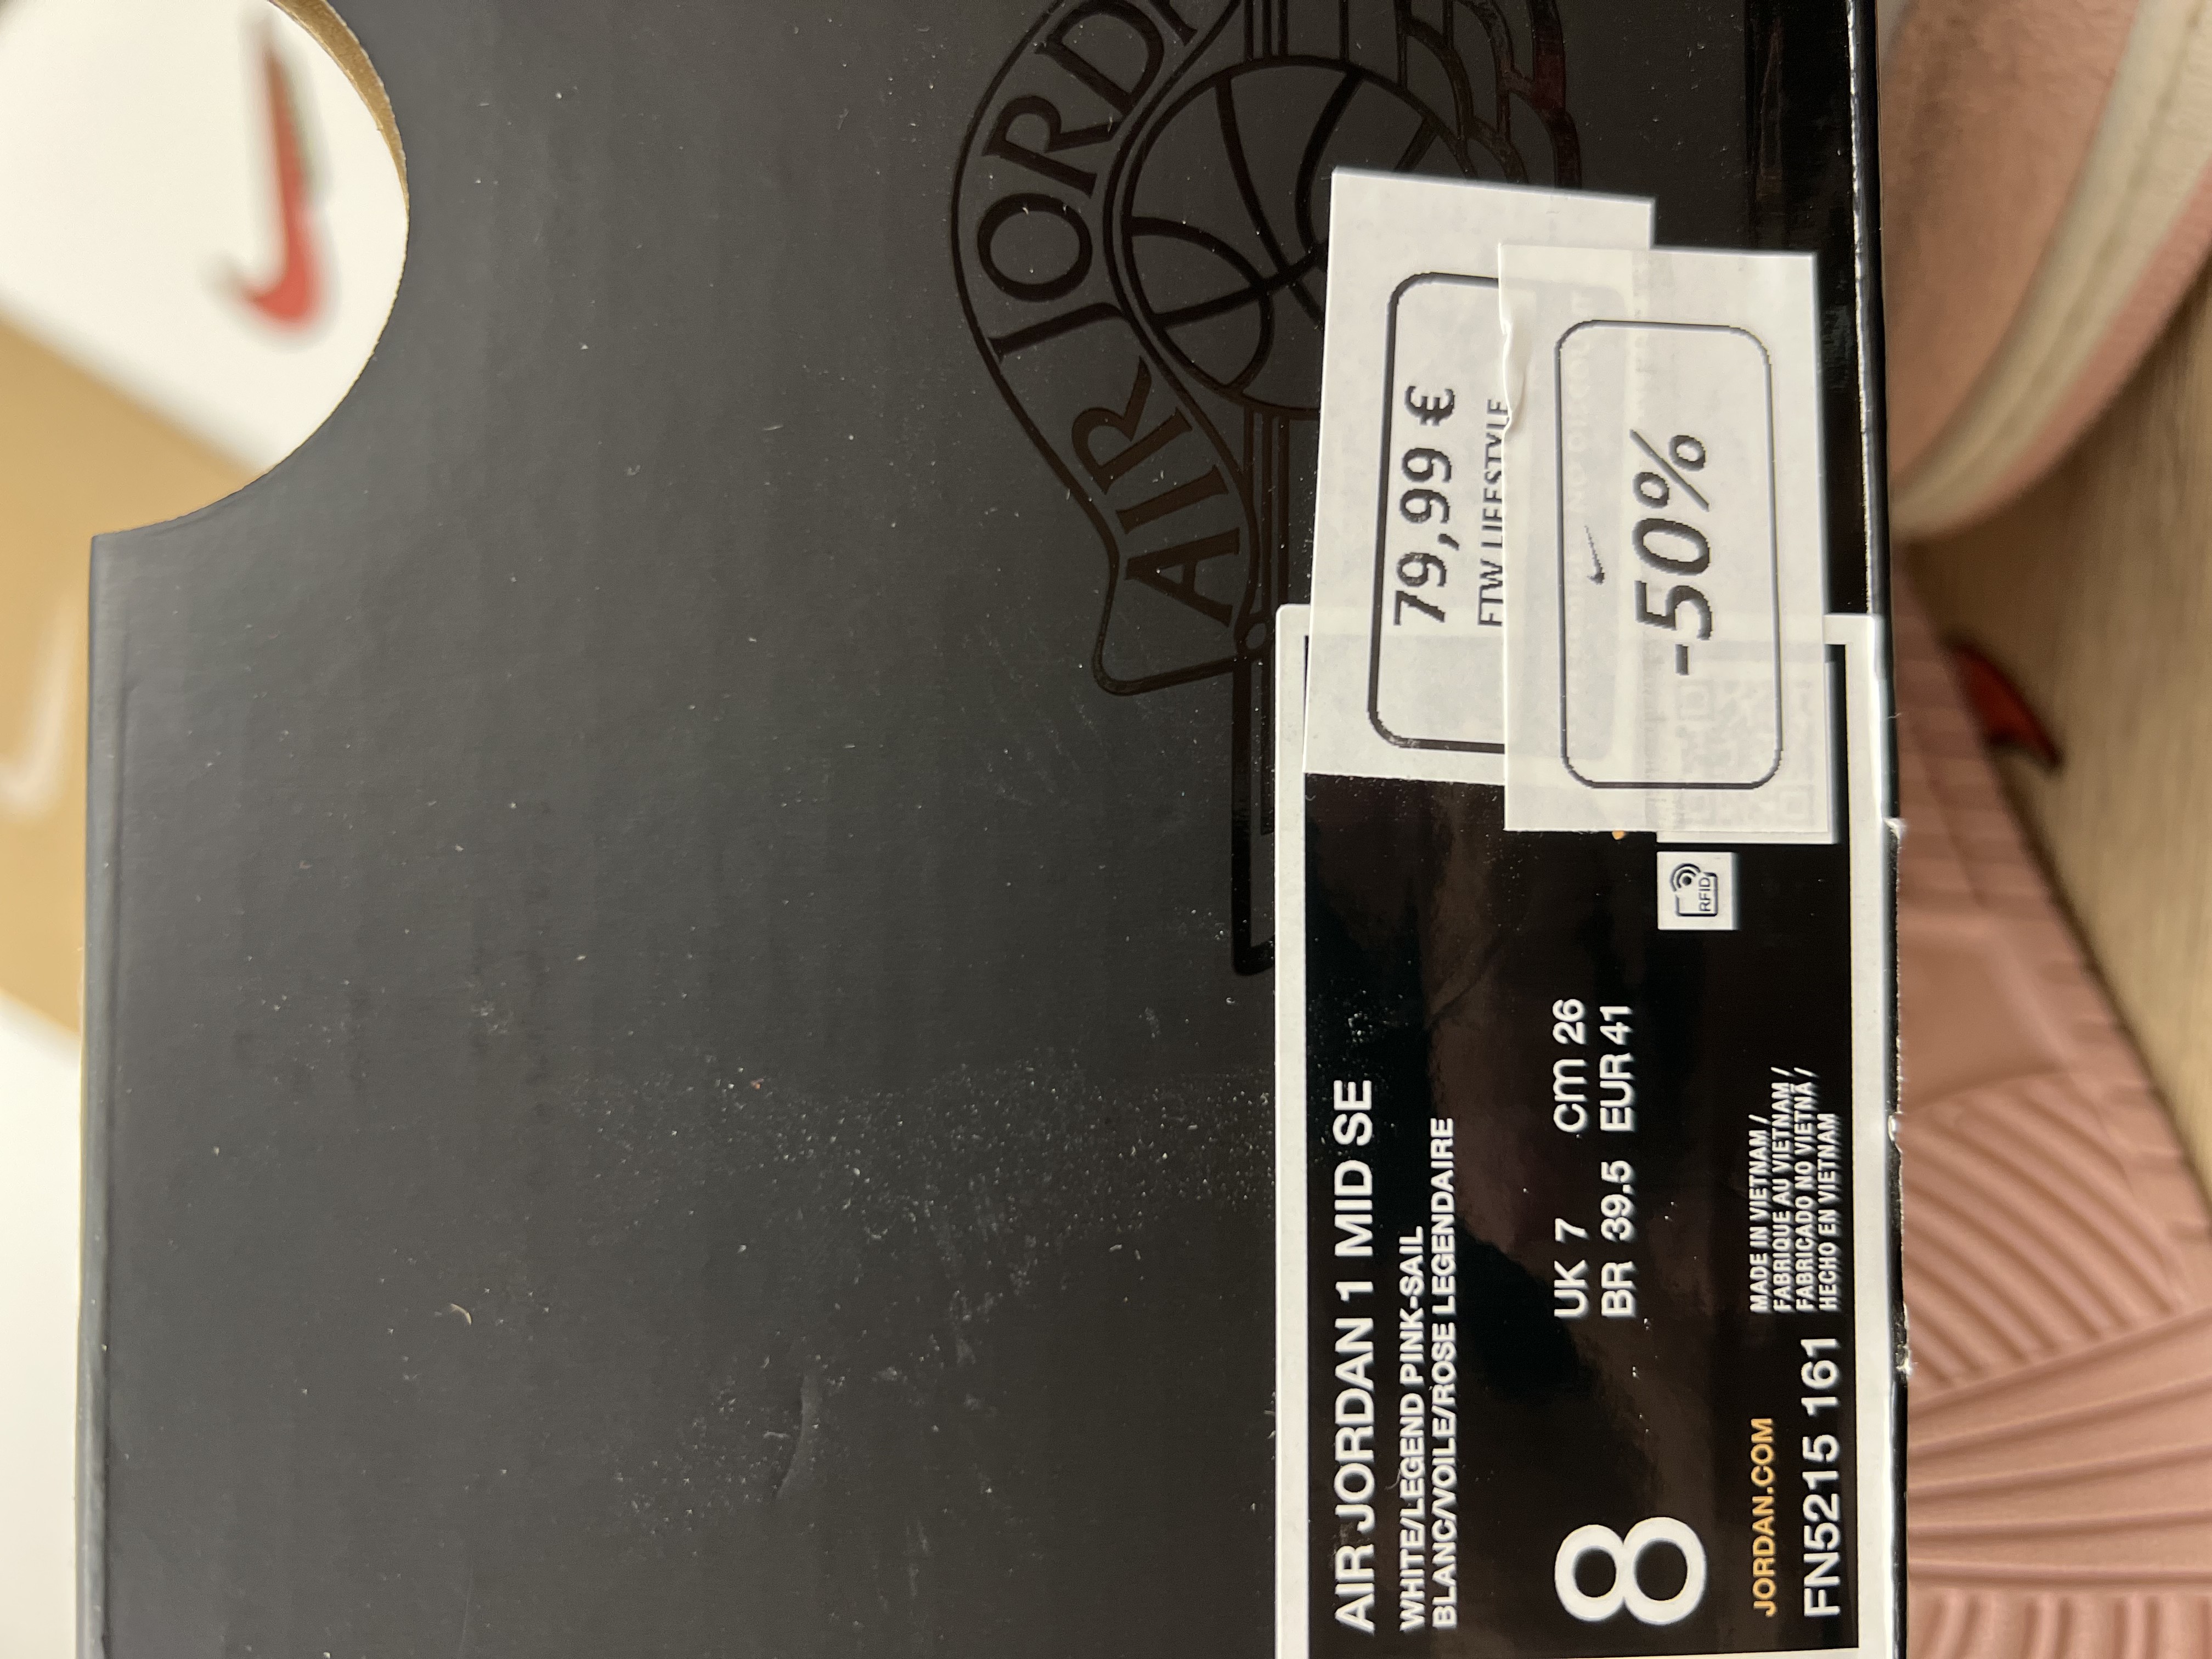 AIR JORDAN
AIR JORDAN 1 MID SE
WHITE/LEGEND PINK-SAIL
BLANC/VOILE/ROSE LEGENDAIRE
8
UK 7 cm 26
BR 39.5 EUR 41
RFID
JORDAN.COM
FN5215 161
MADE IN VIETNAM /
FABRIQUE AU VIETNAM /
FABRICADO NO VIETNÃ /
HECHO EN VIETNAM
79,99 €
FTW LIFESTYLE
NO DISCOUNT
-50%